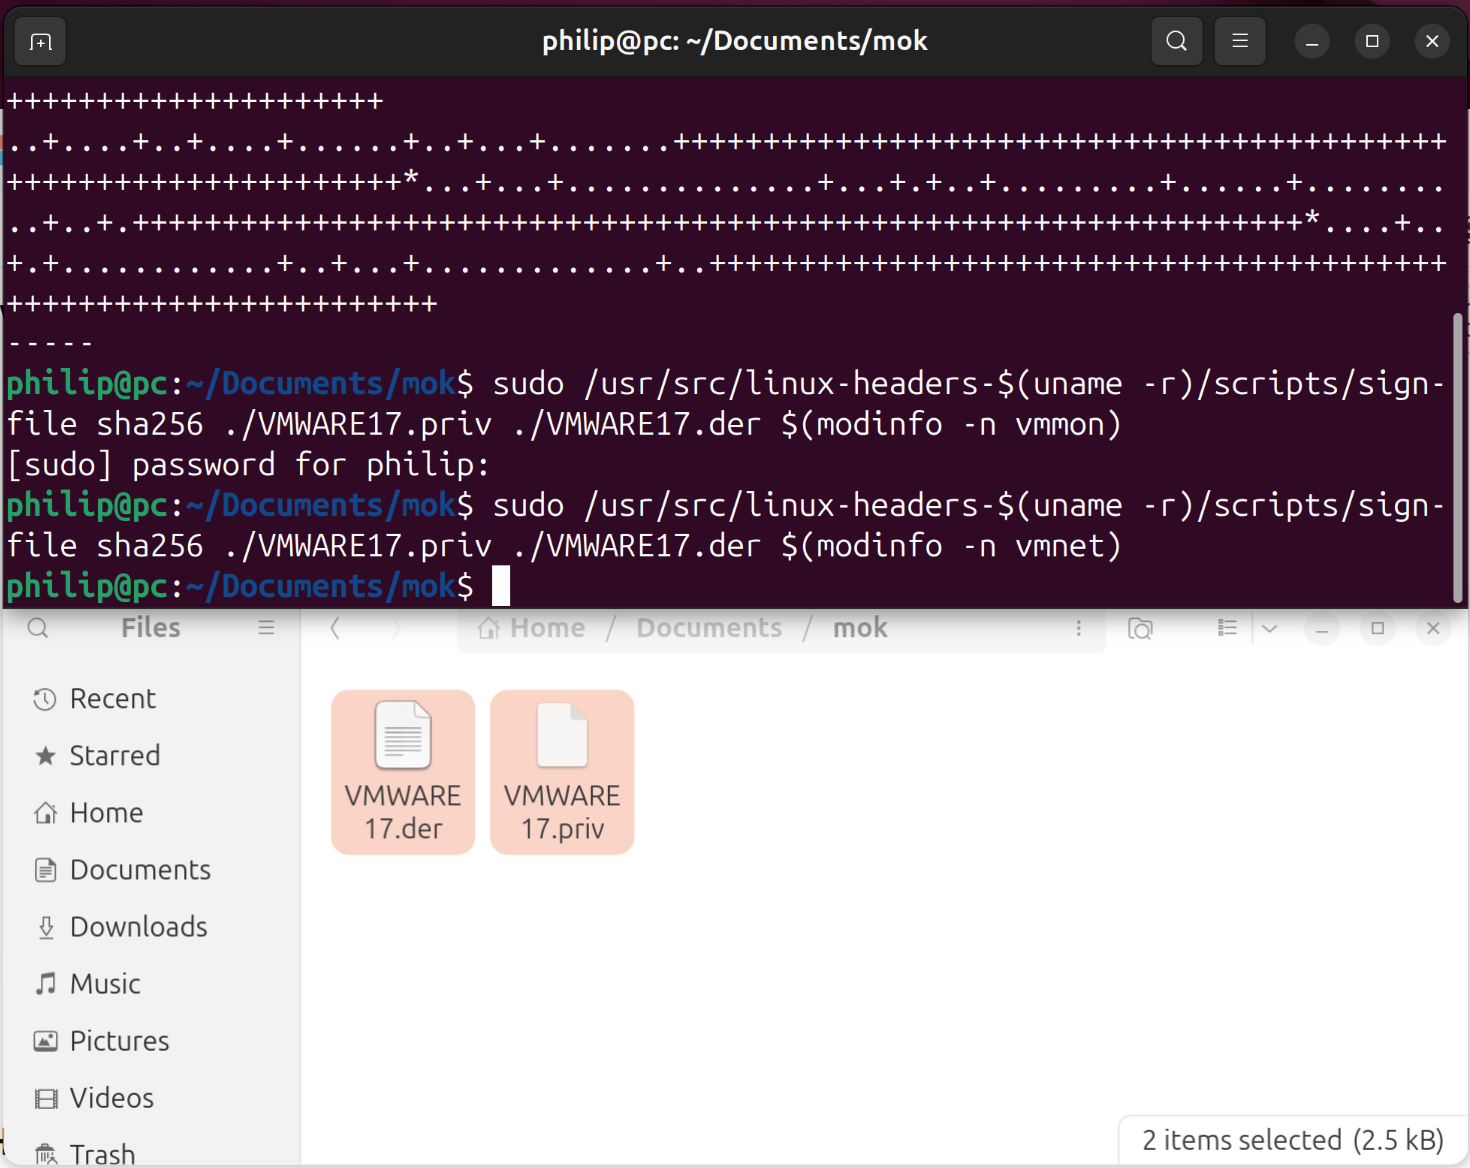 philip@pc: ~/Documents/mok
+++++++++++++++++++++
..+....+..+....+......+..+...+.......+++++++++++++++++++++++++++++++++++++++++++
++++++++++++++++++++++*...+...+..............+...+.+..+.........+......+........
..+..+.+++++++++++++++++++++++++++++++++++++++++++++++++++++++++++++++++*....+..
+.+............+..+...+.............+..+++++++++++++++++++++++++++++++++++++++++
++++++++++++++++++++++++
-----
philip@pc:~/Documents/mok$ sudo /usr/src/linux-headers-$(uname -r)/scripts/sign-
file sha256 ./VMWARE17.priv ./VMWARE17.der $(modinfo -n vmmon)
[sudo] password for philip:
philip@pc:~/Documents/mok$ sudo /usr/src/linux-headers-$(uname -r)/scripts/sign-
file sha256 ./VMWARE17.priv ./VMWARE17.der $(modinfo -n vmnet)
philip@pc:~/Documents/mok$
Files
Home / Documents / mok
Recent
Starred
Home
Documents
Downloads
Music
Pictures
Videos
Trash
VMWARE
17.der
VMWARE
17.priv
2 items selected (2.5 kB)